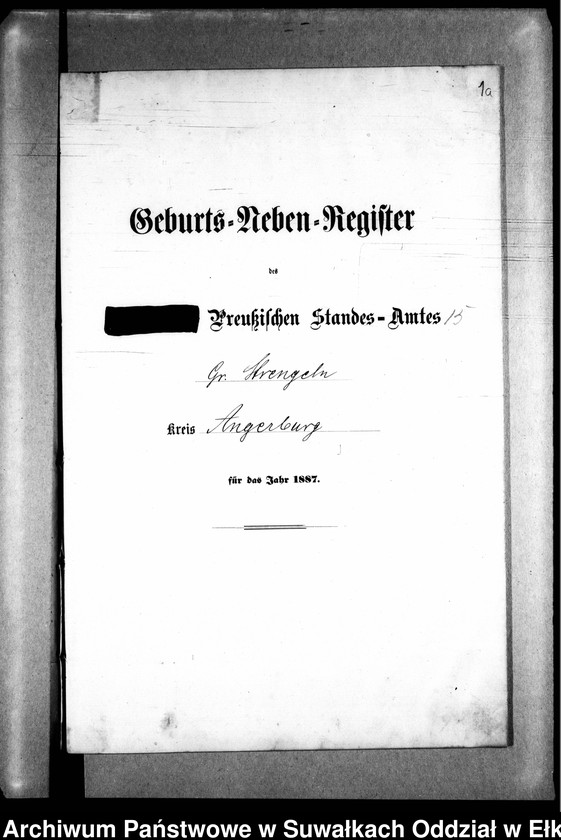 1a
Geburts-Neben-Register
des
Preußischen Standes-Amtes 15
Gr. Strengeln
Kreis Angerburg
für das Jahr 1887.
Archiwum Państwowe w Suwałkach Oddział w Ełk